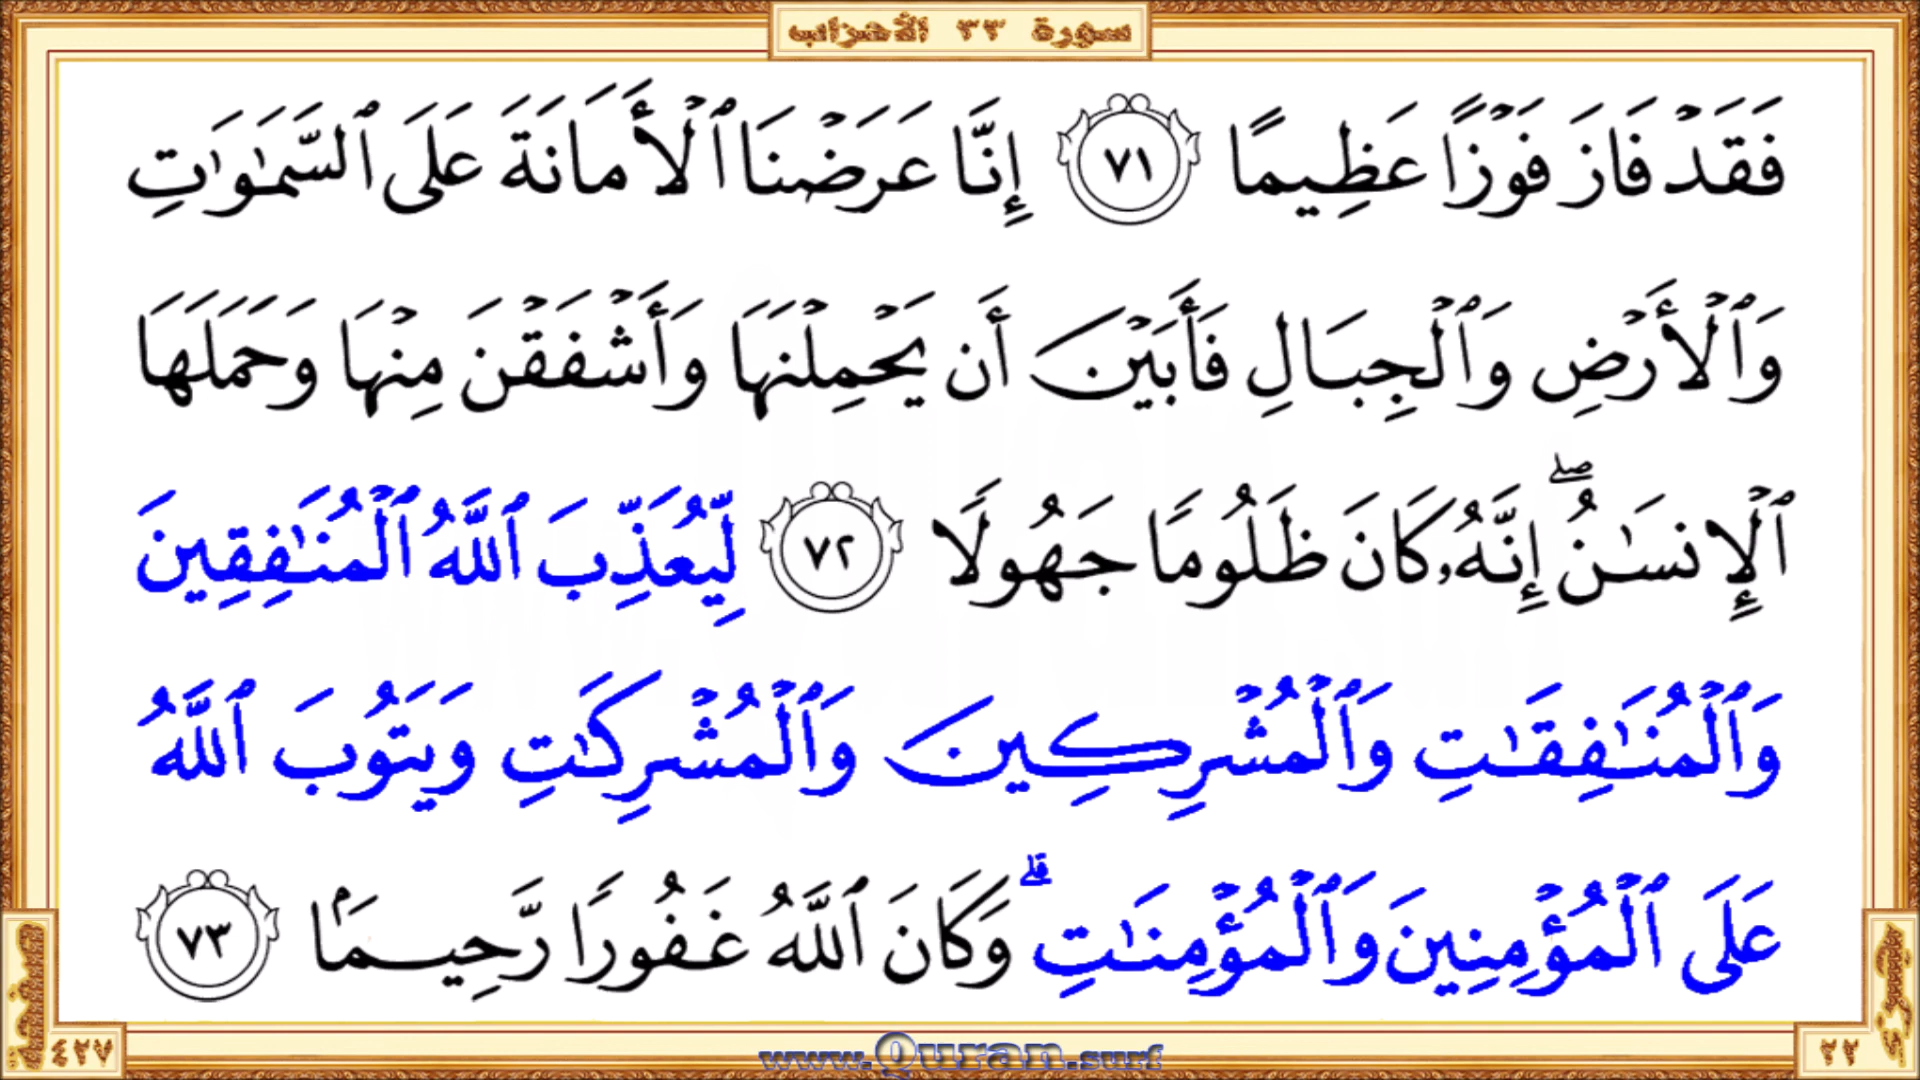 سورة ٣٣ الأحزاب
فَقَدْ فَازَ فَوْزًا عَظِيمًا ٧١ إِنَّا عَرَضْنَا ٱلْأَمَانَةَ عَلَى ٱلسَّمَٰوَٰتِ
وَٱلْأَرْضِ وَٱلْجِبَالِ فَأَبَيْنَ أَن يَحْمِلْنَهَا وَأَشْفَقْنَ مِنْهَا وَحَمَلَهَا
ٱلْإِنسَٰنُ ۖ إِنَّهُۥ كَانَ ظَلُومًا جَهُولًا ٧٢ لِّيُعَذِّبَ ٱللَّهُ ٱلْمُنَٰفِقِينَ
وَٱلْمُنَٰفِقَٰتِ وَٱلْمُشْرِكِينَ وَٱلْمُشْرِكَٰتِ وَيَتُوبَ ٱللَّهُ
عَلَى ٱلْمُؤْمِنِينَ وَٱلْمُؤْمِنَٰتِ ۗ وَكَانَ ٱللَّهُ غَفُورًا رَّحِيمًۢا ٧٣
صفحة ٤٢٧
www.Quran.surf
٢٢